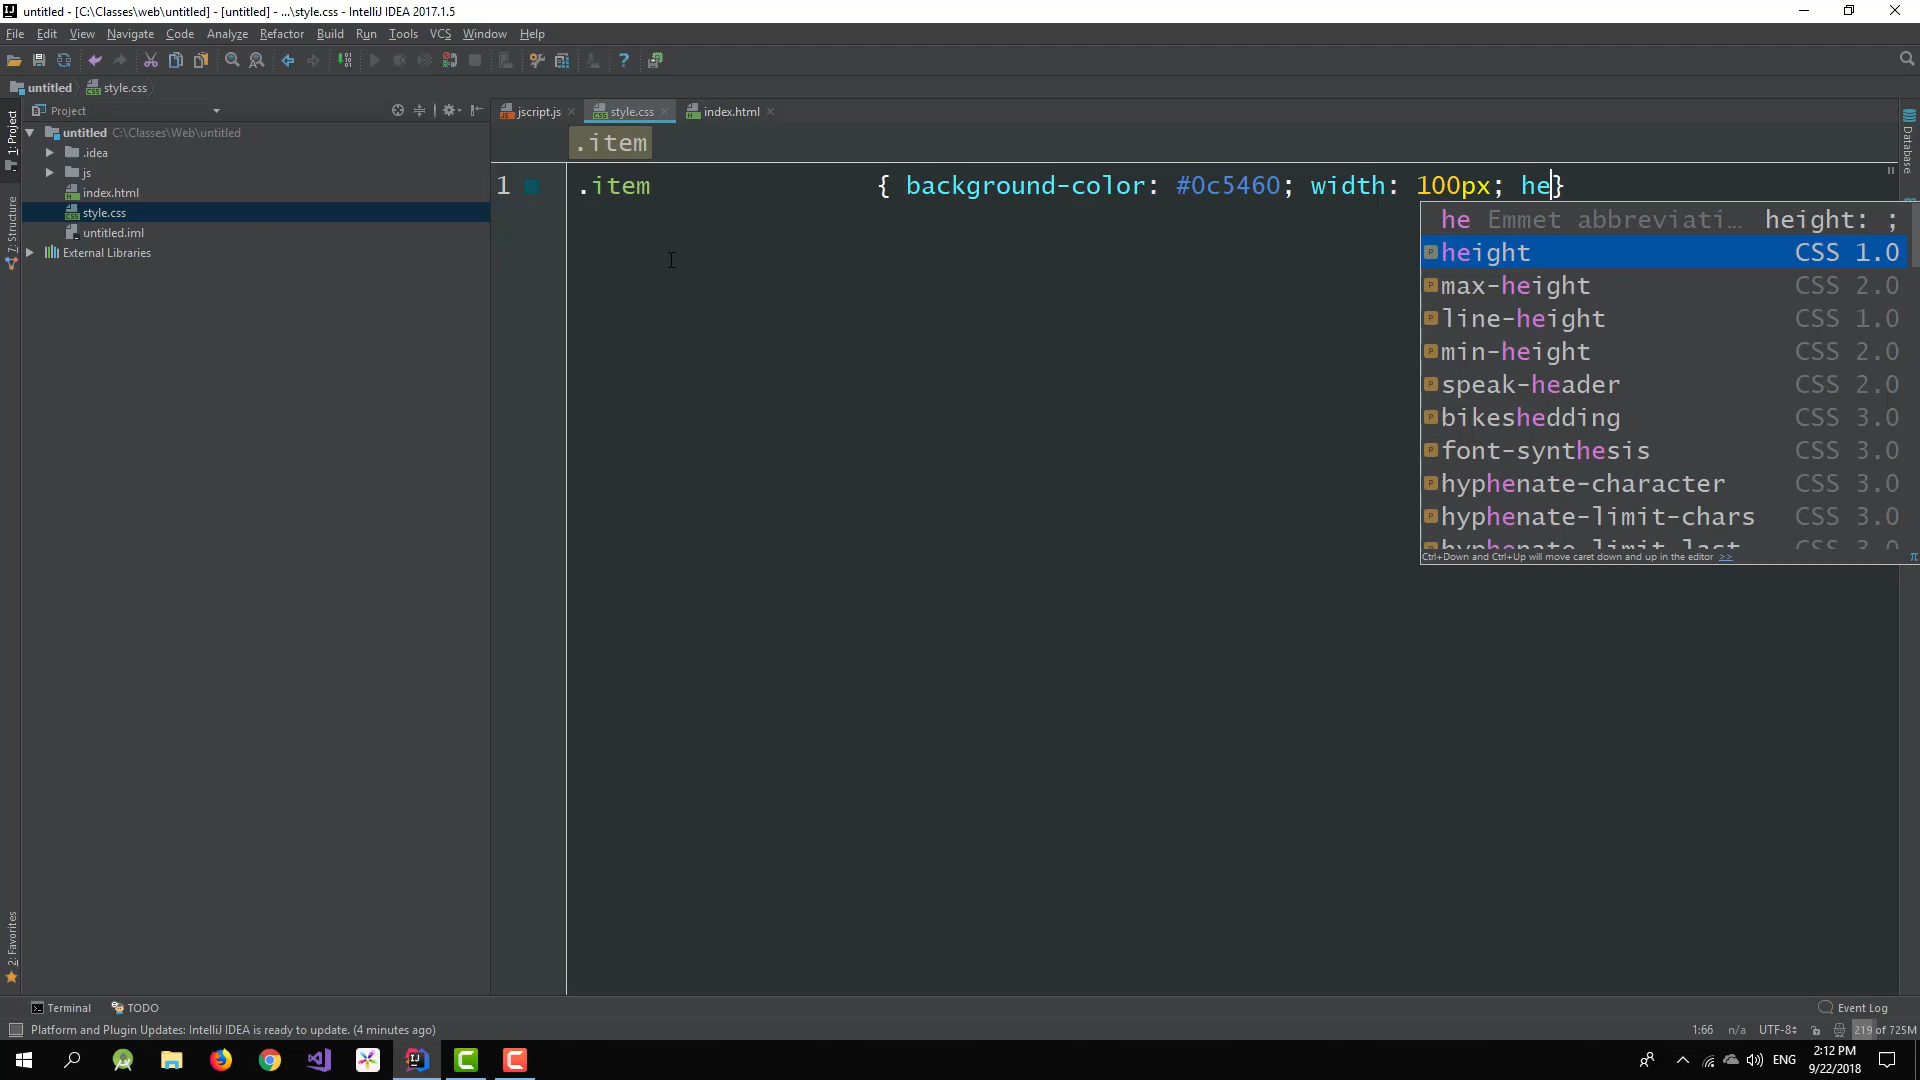 untitled - [C:\Classes\web\untitled] - [untitled] - ...\style.css - IntelliJ IDEA 2017.1.5
File Edit View Navigate Code Analyze Refactor Build Run Tools VCS Window Help
untitled style.css
Project
jscript.js style.css index.html
1: Project
Database
untitled C:\Classes\Web\untitled
.idea
js
index.html
style.css
untitled.iml
External Libraries
7: Structure
2: Favorites
.item
1 .item { background-color: #0c5460; width: 100px; he}
he Emmet abbreviati... height: ;
height CSS 1.0
max-height CSS 2.0
line-height CSS 1.0
min-height CSS 2.0
speak-header CSS 2.0
bikeshedding CSS 3.0
font-synthesis CSS 3.0
hyphenate-character CSS 3.0
hyphenate-limit-chars CSS 3.0
hyphenate-limit-last CSS 3.0
Ctrl+Down and Ctrl+Up will move caret down and up in the editor >>
Terminal TODO Event Log
Platform and Plugin Updates: IntelliJ IDEA is ready to update. (4 minutes ago) 1:66 n/a UTF-8 219 of 725M
ENG 2:12 PM
9/22/2018